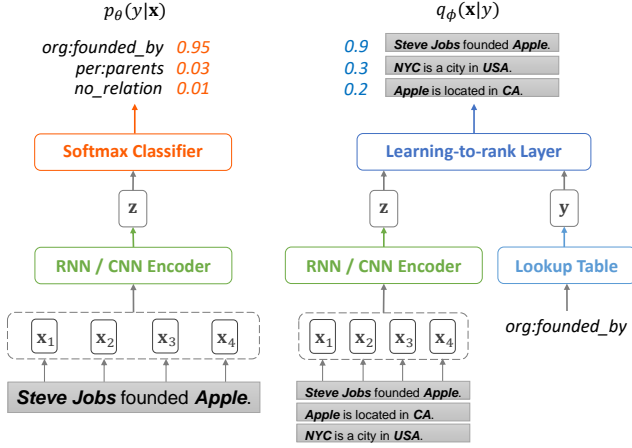 p_θ(y|𝐱)
org:founded_by 0.95
per:parents 0.03
no_relation 0.01
Softmax Classifier
𝐳
RNN / CNN Encoder
𝐱₁ 𝐱₂ 𝐱₃ 𝐱₄
Steve Jobs founded Apple.
q_ϕ(𝐱|y)
0.9 Steve Jobs founded Apple.
0.3 NYC is a city in USA.
0.2 Apple is located in CA.
Learning-to-rank Layer
𝐳 𝐲
RNN / CNN Encoder Lookup Table
𝐱₁ 𝐱₂ 𝐱₃ 𝐱₄
org:founded_by
Steve Jobs founded Apple.
Apple is located in CA.
NYC is a city in USA.